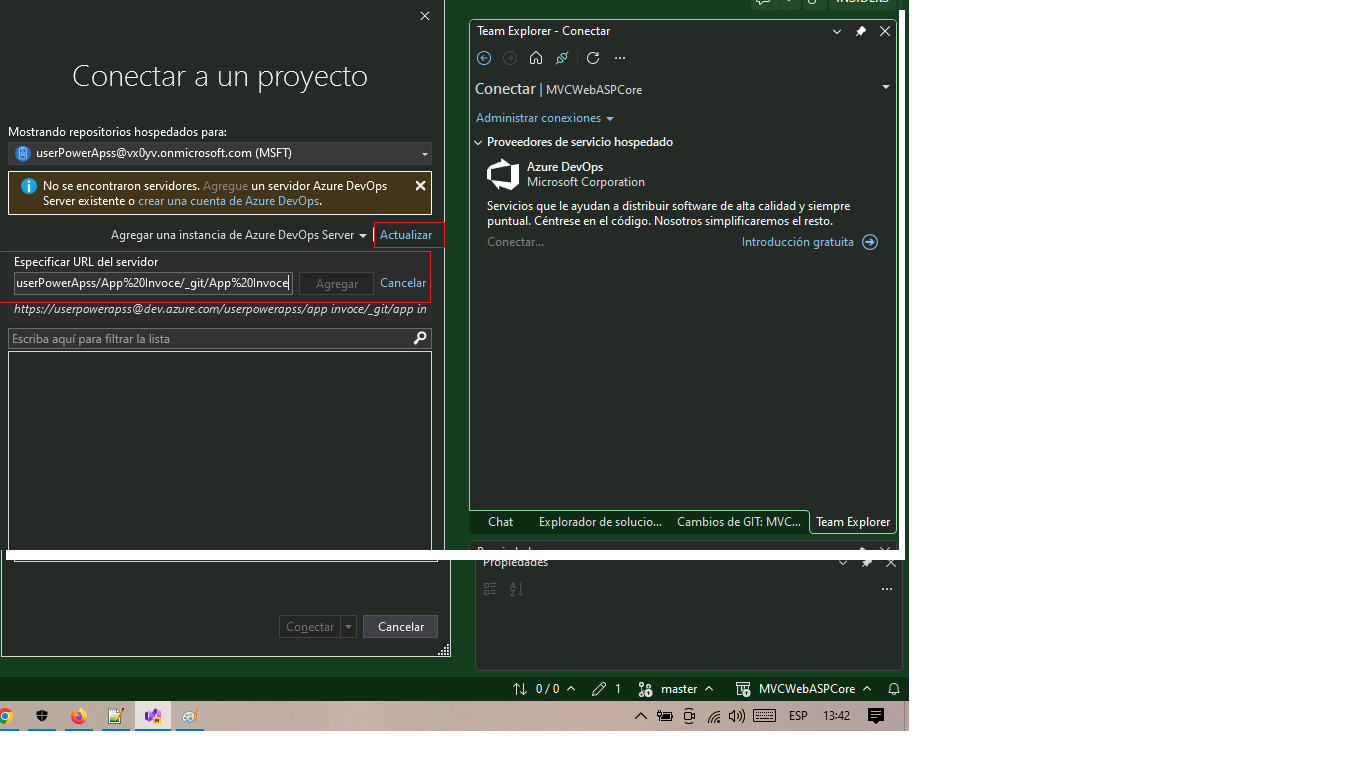 INSIDERS
Conectar a un proyecto
Mostrando repositorios hospedados para:
userPowerApss@vx0yv.onmicrosoft.com (MSFT)
No se encontraron servidores. Agregue un servidor Azure DevOps
Server existente o crear una cuenta de Azure DevOps.
Agregar una instancia de Azure DevOps Server
Actualizar
Especificar URL del servidor
userPowerApss/App%20Invoce/_git/App%20Invoce
Agregar
Cancelar
https://userpowerapss@dev.azure.com/userpowerapss/app invoce/_git/app in
Escriba aquí para filtrar la lista
Conectar
Cancelar
Team Explorer - Conectar
Conectar | MVCWebASPCore
Administrar conexiones
Proveedores de servicio hospedado
Azure DevOps
Microsoft Corporation
Servicios que le ayudan a distribuir software de alta calidad y siempre
puntual. Céntrese en el código. Nosotros simplificaremos el resto.
Conectar...
Introducción gratuita
Chat
Explorador de solucio...
Cambios de GIT: MVC...
Team Explorer
Propiedades
0 / 0
1
master
MVCWebASPCore
ESP
13:42